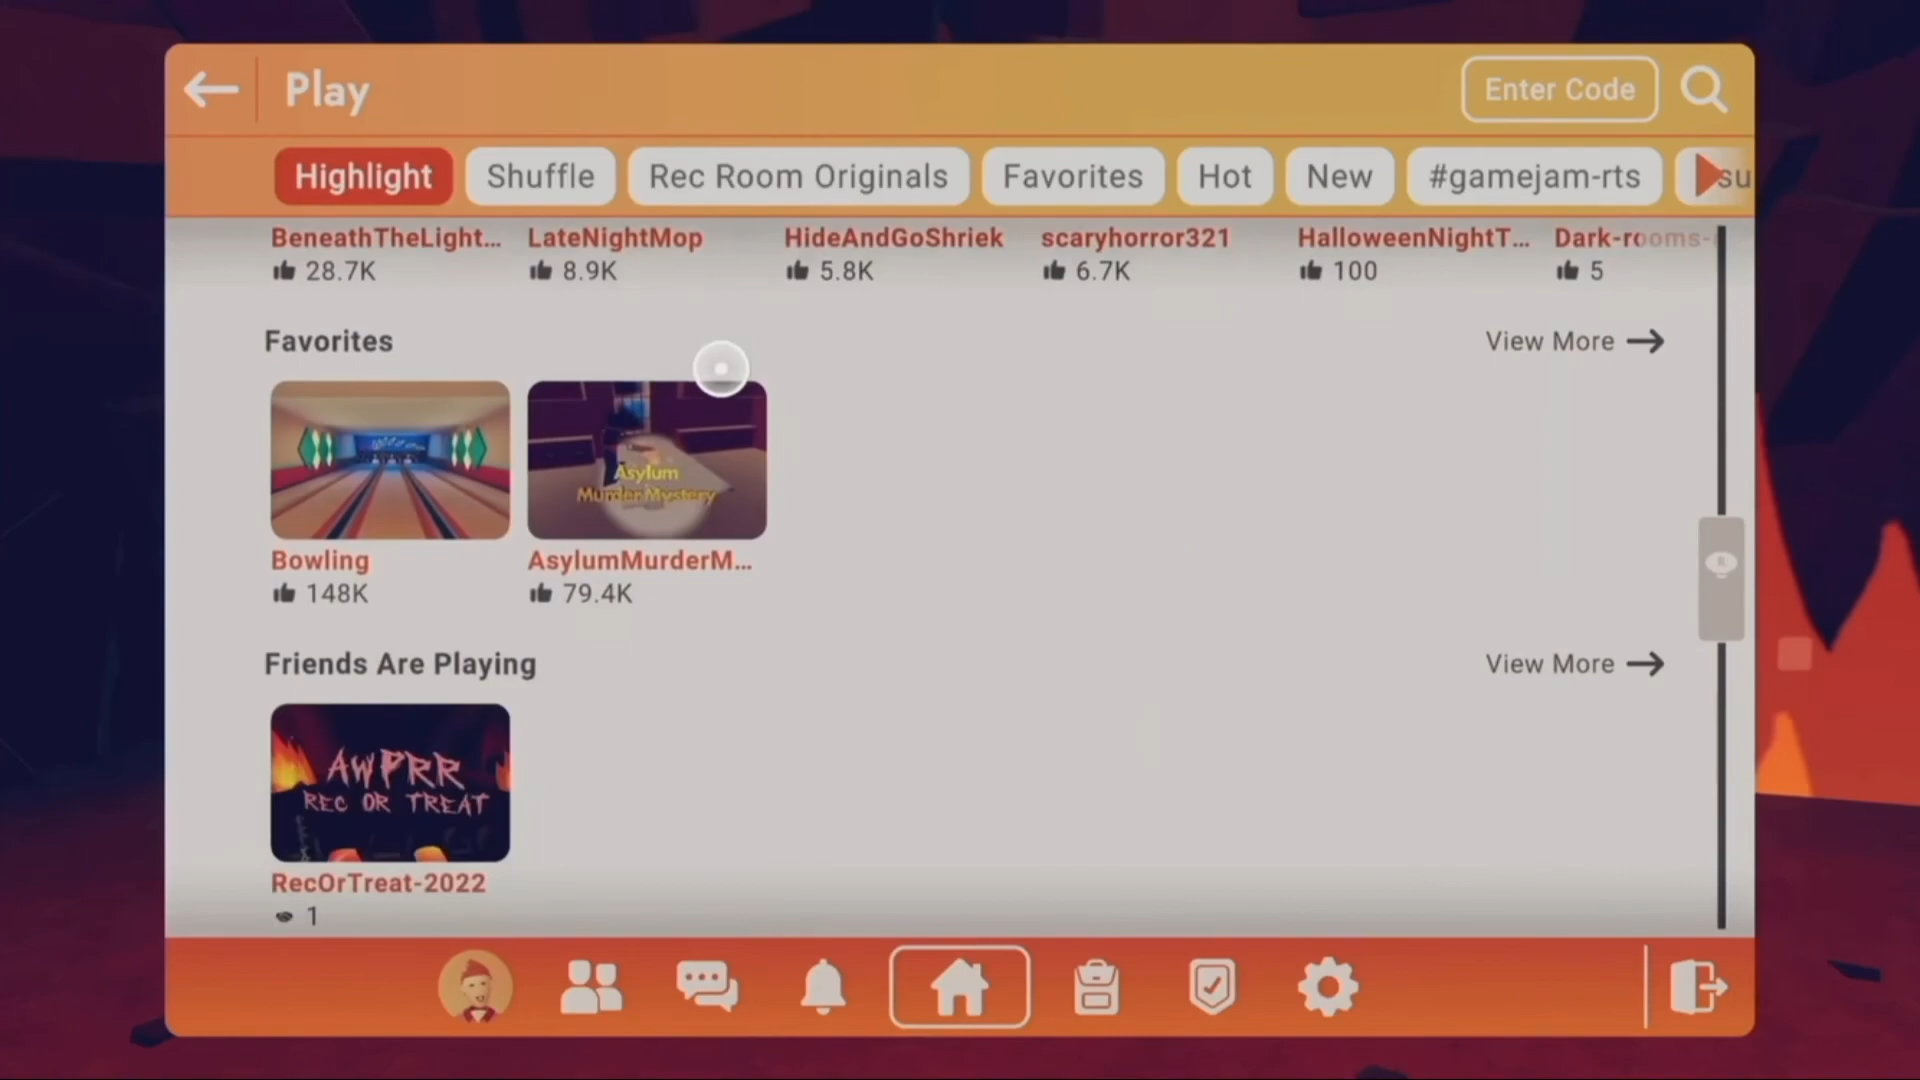 Play
Enter Code
Highlight
Shuffle
Rec Room Originals
Favorites
Hot
New
#gamejam-rts
su
BeneathTheLight...
LateNightMop
HideAndGoShriek
scaryhorror321
HalloweenNightT...
Dark-rooms-
28.7K
8.9K
5.8K
6.7K
100
5
Favorites
View More
Asylum
Murder Mystery
Bowling
AsylumMurderM...
148K
79.4K
Friends Are Playing
View More
AWPRR
REC OR TREAT
RecOrTreat-2022
1